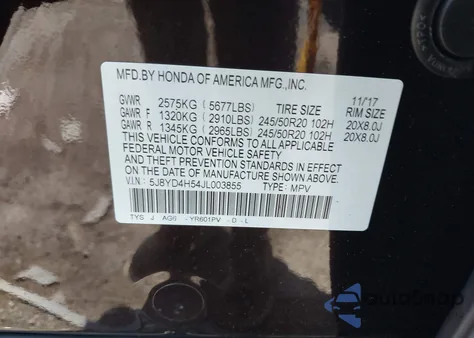 MFD.BY HONDA OF AMERICA MFG.,INC.
11/'17
GVWR 2575KG ( 5677LBS) TIRE SIZE RIM SIZE
GAWR F 1320KG ( 2910LBS) 245/50R20 102H 20X8.0J
GAWR R 1345KG ( 2965LBS) 245/50R20 102H 20X8.0J
THIS VEHICLE CONFORMS TO ALL APPLICABLE
FEDERAL MOTOR VEHICLE SAFETY
AND THEFT PREVENTION STANDARDS IN EFFECT
ON THE DATE OF MANUFACTURE SHOWN ABOVE.
V.I.N: 5J8YD4H54JL003855 TYPE: MPV
TYS J AG6 -YR601PV -D-L